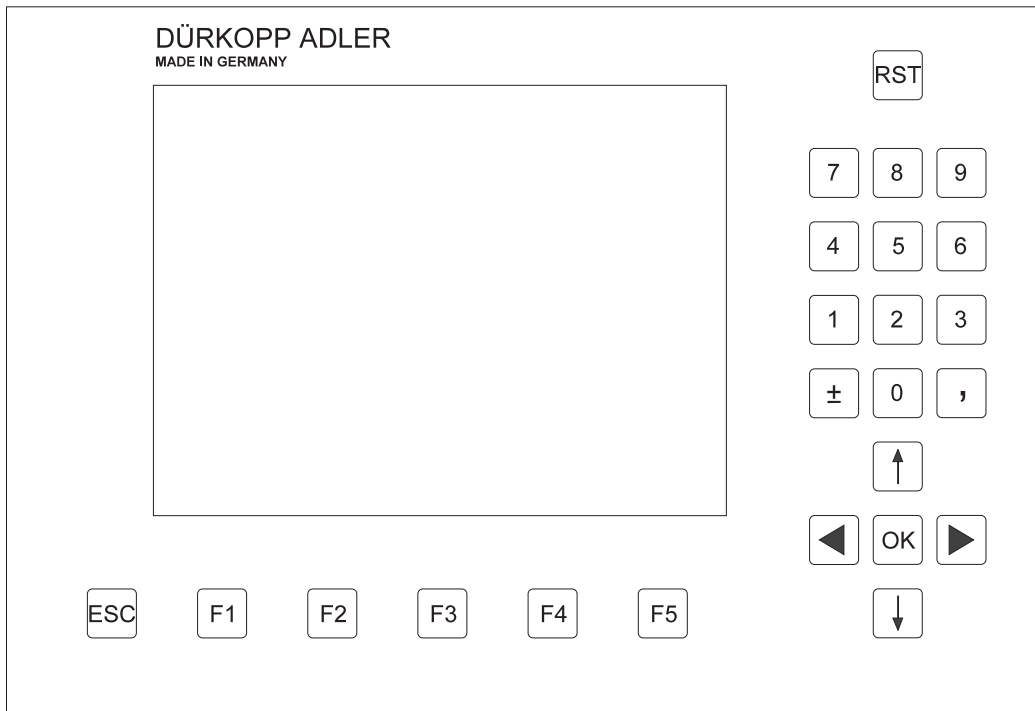 DÜRKOPP ADLER
MADE IN GERMANY
RST
7 8 9
4 5 6
1 2 3
± 0 ,
OK
ESC F1 F2 F3 F4 F5